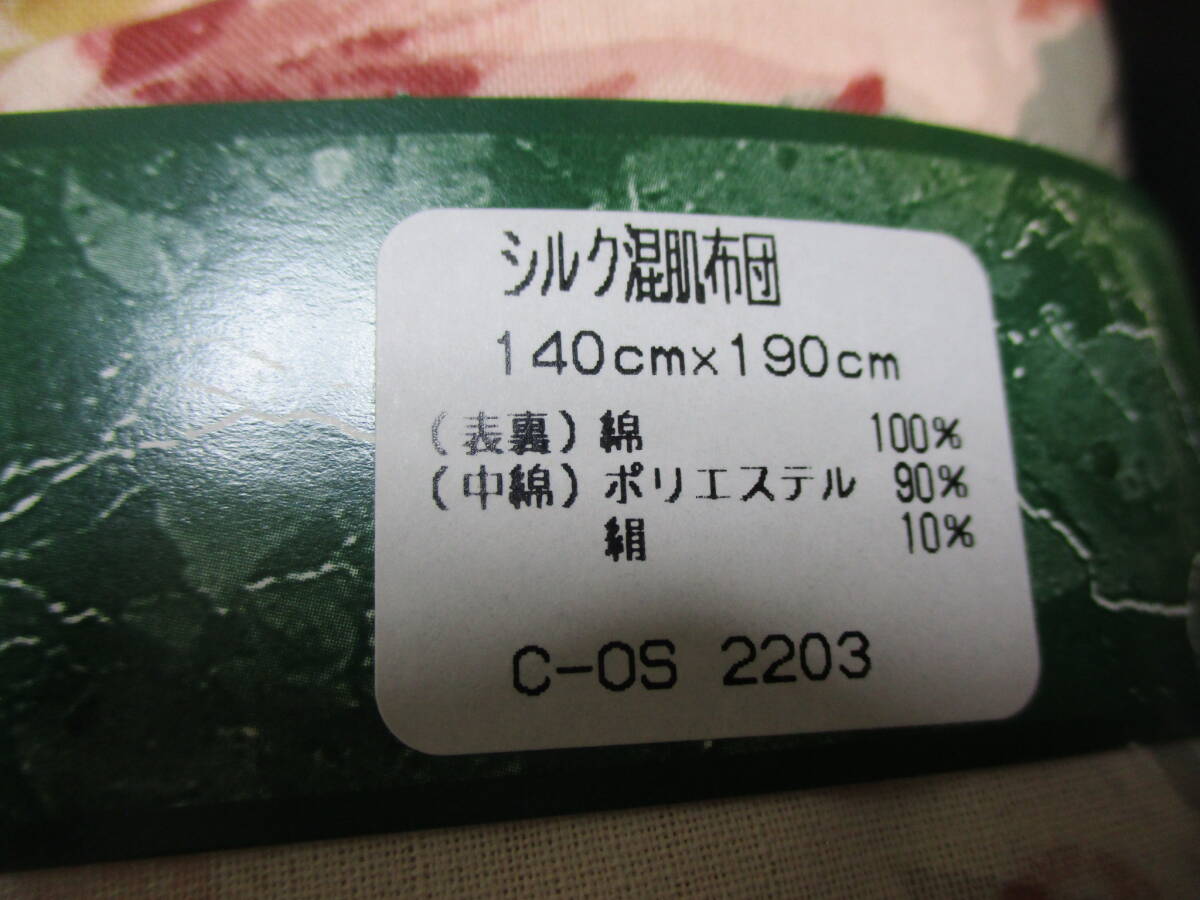 シルク混肌布団
140cm×190cm
(表裏)綿 100%
(中綿)ポリエステル 90%
絹 10%
C-OS 2203